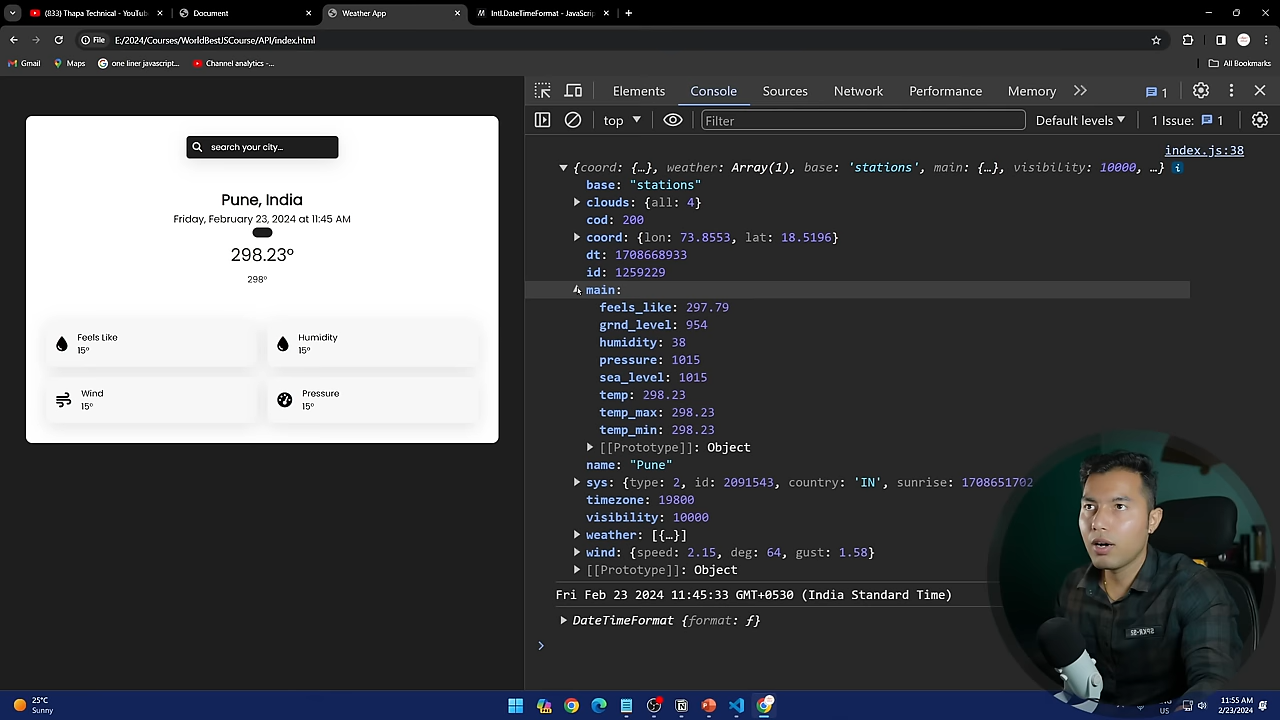 (833) Thapa Technical - YouTub
Document
Weather App
Intl.DateTimeFormat - JavaScrip
File
E:/2024/Courses/WorldBestJSCourse/API/index.html
Gmail
Maps
one liner javascript...
Channel analytics -...
All Bookmarks
Elements
Console
Sources
Network
Performance
Memory
1
top
Filter
Default levels
1 Issue:
1
index.js:38
search your city...
Pune, India
Friday, February 23, 2024 at 11:45 AM
298.23°
298°
Feels Like
15°
Humidity
15°
Wind
15°
Pressure
15°
{coord: {…}, weather: Array(1), base: 'stations', main: {…}, visibility: 10000, …}
base: "stations"
clouds: {all: 4}
cod: 200
coord: {lon: 73.8553, lat: 18.5196}
dt: 1708668933
id: 1259229
main:
feels_like: 297.79
grnd_level: 954
humidity: 38
pressure: 1015
sea_level: 1015
temp: 298.23
temp_max: 298.23
temp_min: 298.23
[[Prototype]]: Object
name: "Pune"
sys: {type: 2, id: 2091543, country: 'IN', sunrise: 1708651702
timezone: 19800
visibility: 10000
weather: [{…}]
wind: {speed: 2.15, deg: 64, gust: 1.58}
[[Prototype]]: Object
Fri Feb 23 2024 11:45:33 GMT+0530 (India Standard Time)
DateTimeFormat {format: ƒ}
25°C
Sunny
US
11:55 AM
2/23/2024